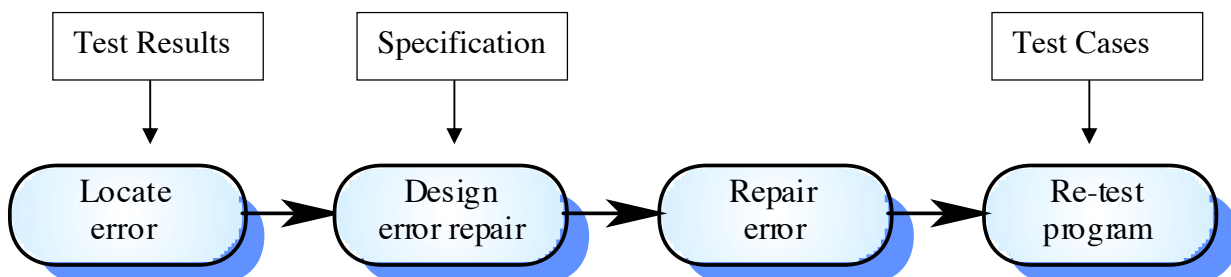 Test Results
Specification
Test Cases
Locate
error
Design
error repair
Repair
error
Re-test
program